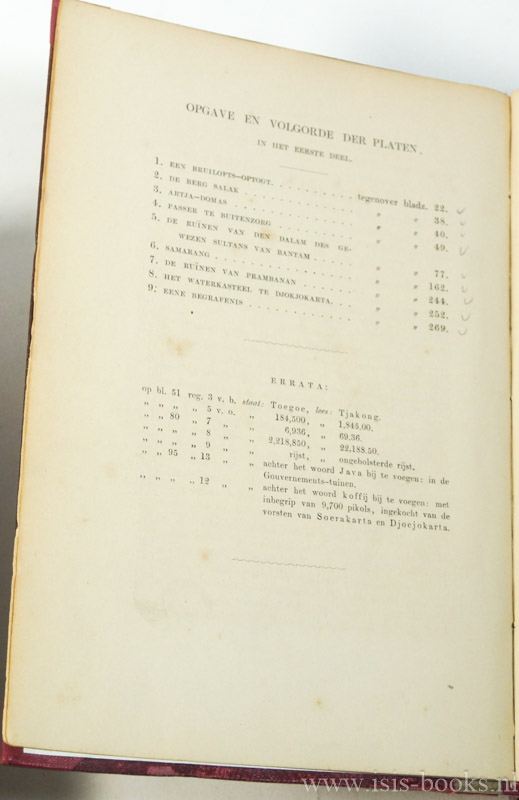 OPGAVE EN VOLGORDE DER PLATEN.
IN HET EERSTE DEEL.
1. EEN BRUILOFTS-OPTOGT. . . . . . . . . . tegenover bladz. 22.
2. DE BERG SALAK . . . . . . . . . . . „ „ 38.
3. ARTJA-DOMAS . . . . . . . . . . . „ „ 40.
4. PASSER TE BUITENZORG . . . . . . . . „ „ 49.
5. DE RUÏNEN VAN DEN DALAM DES GE-
WEZEN SULTANS VAN BANTAM . . . . . „ „ 77.
6. SAMARANG . . . . . . . . . . . . „ „ 162.
7. DE RUÏNEN VAN PRAMBANAN . . . . . . „ „ 244.
8. HET WATERKASTEEL TE DJOKJOKARTA. . . „ „ 252.
9. EENE BEGRAFENIS . . . . . . . . . . „ „ 269.
ERRATA:
op bl. 51 reg. 3 v. b. staat: Toegoe, lees: Tjakong.
„ „ „ „ 5 v. o. „ 184,500, „ 1,845.00.
„ „ 80 „ 7 „ „ 6,936, „ 69.36.
„ „ „ „ 8 „ „ 2,218,850, „ 22,188.50.
„ „ „ „ 9 „ „ rijst, „ ongebolsterde rijst.
„ „ 95 „ 13 „ „ achter het woord Java bij te voegen: in de
Gouvernements-tuinen.
„ „ „ „ 12 „ „ achter het woord koffij bij te voegen: met
inbegrip van 9,700 pikols, ingekocht van de
vorsten van Soerakarta en Djocjokarta.
www.isis-books.nl